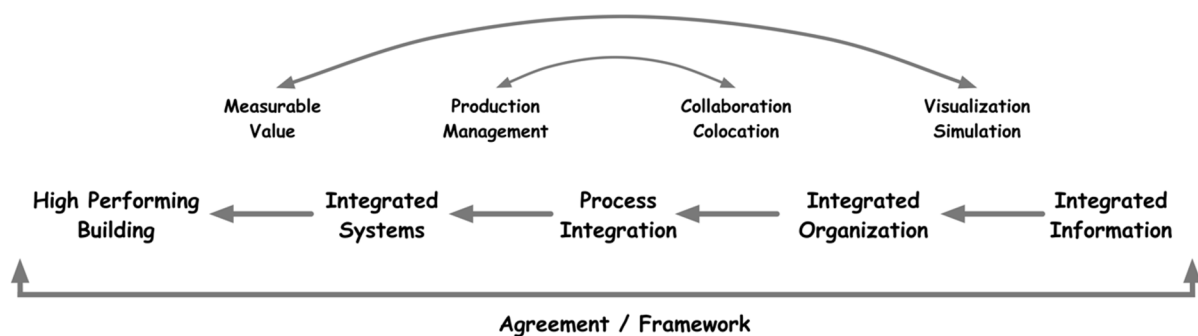 Measurable
Value
Production
Management
Collaboration
Colocation
Visualization
Simulation
High Performing
Building
Integrated
Systems
Process
Integration
Integrated
Organization
Integrated
Information
Agreement / Framework